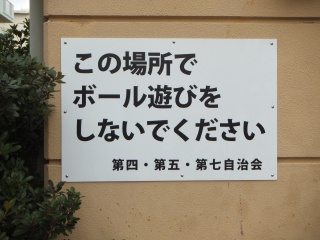 この場所で
ボール遊びを
しないでください
第四・第五・第七自治会